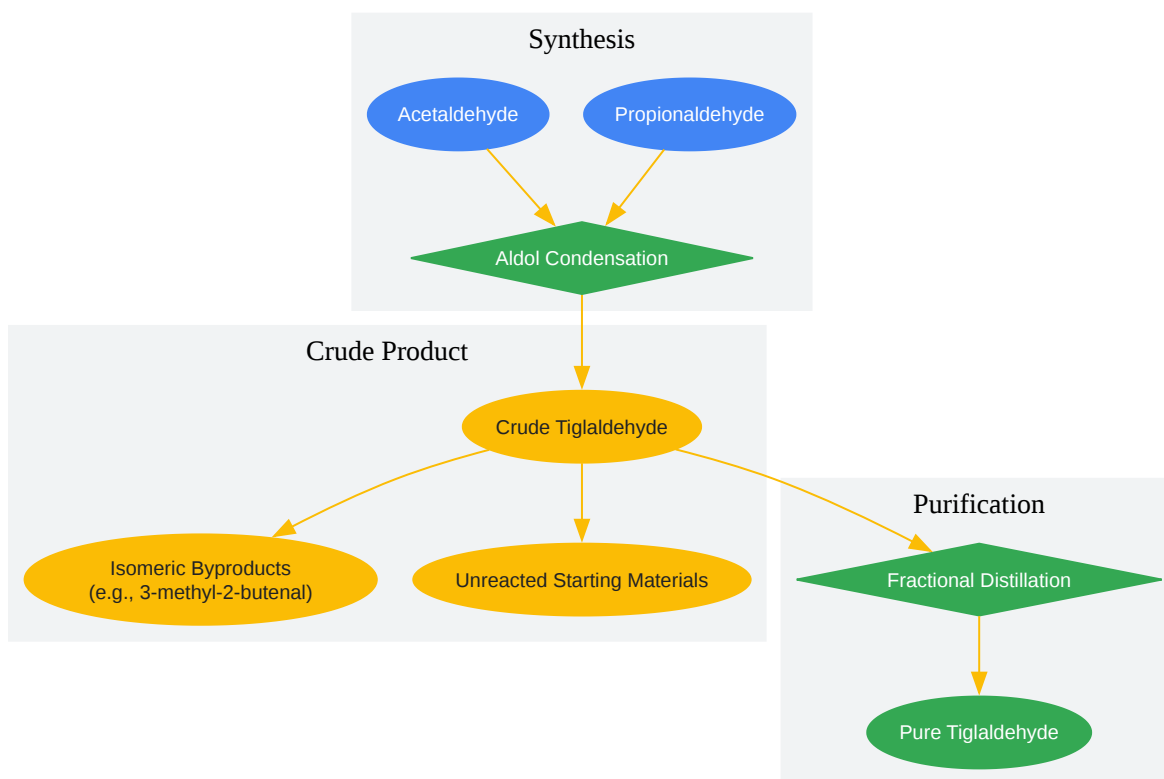 Synthesis
Acetaldehyde
Propionaldehyde
Aldol Condensation
Crude Product
Crude Tiglaldehyde
Isomeric Byproducts
(e.g., 3-methyl-2-butenal)
Unreacted Starting Materials
Purification
Fractional Distillation
Pure Tiglaldehyde